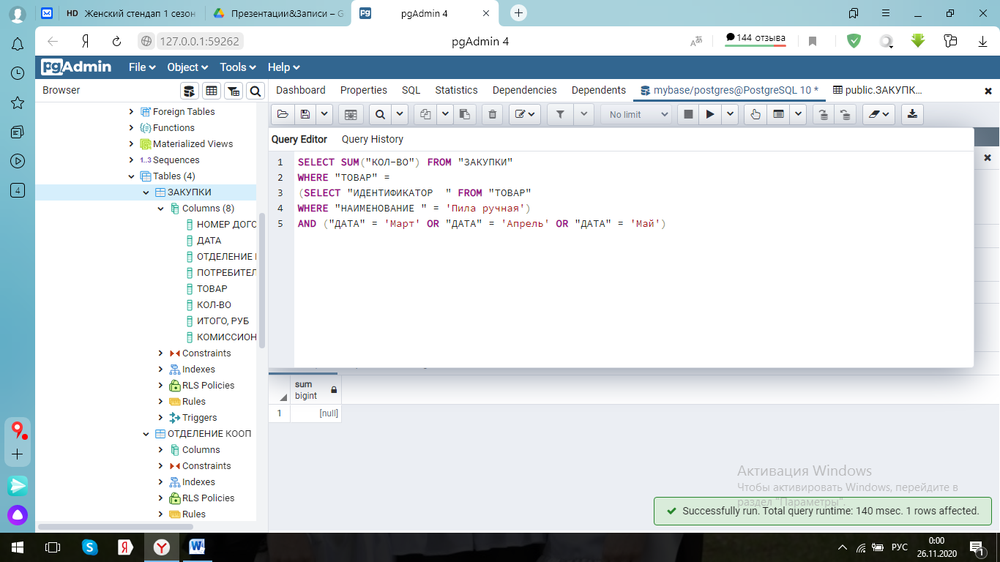 HD Женский стендап 1 сезон
Презентации&Записи – G
pgAdmin 4
127.0.0.1:59262
pgAdmin 4
144 отзыва
pgAdmin
File Object Tools Help
Browser
Dashboard Properties SQL Statistics Dependencies Dependents mybase/postgres@PostgreSQL 10 * public.ЗАКУПК...
No limit
Query Editor Query History
Foreign Tables
Functions
Materialized Views
1..3 Sequences
Tables (4)
ЗАКУПКИ
Columns (8)
НОМЕР ДОГО
ДАТА
ОТДЕЛЕНИЕ
ПОТРЕБИТЕЛ
ТОВАР
КОЛ-ВО
ИТОГО, РУБ
КОМИССИОН
Constraints
Indexes
RLS Policies
Rules
Triggers
ОТДЕЛЕНИЕ КООП
Columns
Constraints
Indexes
RLS Policies
Rules
4
1 SELECT SUM("КОЛ-ВО") FROM "ЗАКУПКИ"
2 WHERE "ТОВАР" =
3 (SELECT "ИДЕНТИФИКАТОР  " FROM "ТОВАР"
4 WHERE "НАИМЕНОВАНИЕ " = 'Пила ручная')
5 AND ("ДАТА" = 'Март' OR "ДАТА" = 'Апрель' OR "ДАТА" = 'Май')
sum
bigint
1 [null]
Активация Windows
Чтобы активировать Windows, перейдите в
раздел "Параметры".
Successfully run. Total query runtime: 140 msec. 1 rows affected.
РУС
0:00
26.11.2020
1